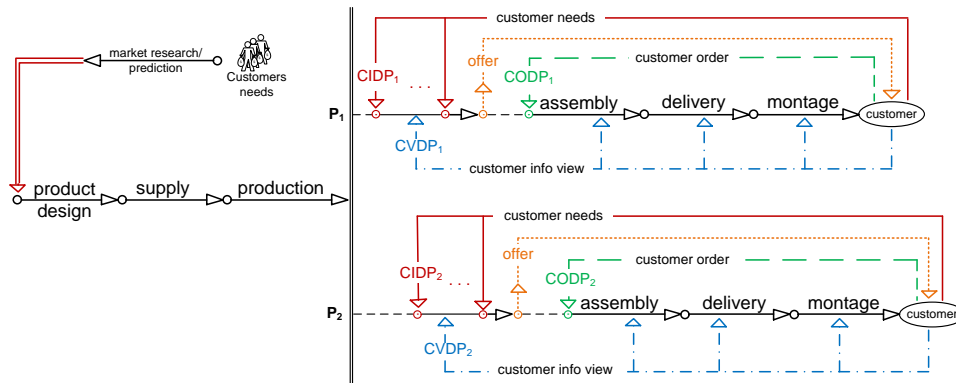 market research/
prediction
Customers
needs
product
design
supply
production
customer needs
offer
customer order
CIDP₁
. . .
CODP₁
P₁
assembly
delivery
montage
customer
CVDP₁
customer info view
customer needs
offer
customer order
CIDP₂
. . .
CODP₂
P₂
assembly
delivery
montage
customer
CVDP₂
customer info view